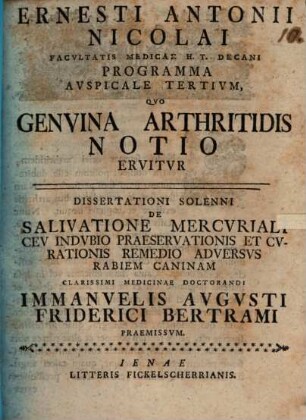 10.
ERNESTI ANTONII
NICOLAI
FACVLTATIS MEDICAE H. T. DECANI
PROGRAMMA
AVSPICALE TERTIVM,
QVO
GENVINA ARTHRITIDIS
NOTIO
ERVITVR
DISSERTATIONI SOLENNI
DE
SALIVATIONE MERCVRIALI
CEV INDVBIO PRAESERVATIONIS ET CV-
RATIONIS REMEDIO ADVERSVS
RABIEM CANINAM
CLARISSIMI MEDICINAE DOCTORANDI
IMMANVELIS AVGVSTI
FRIDERICI BERTRAMI
PRAEMISSVM.
IENAE
LITTERIS FICKELSCHERRIANIS.